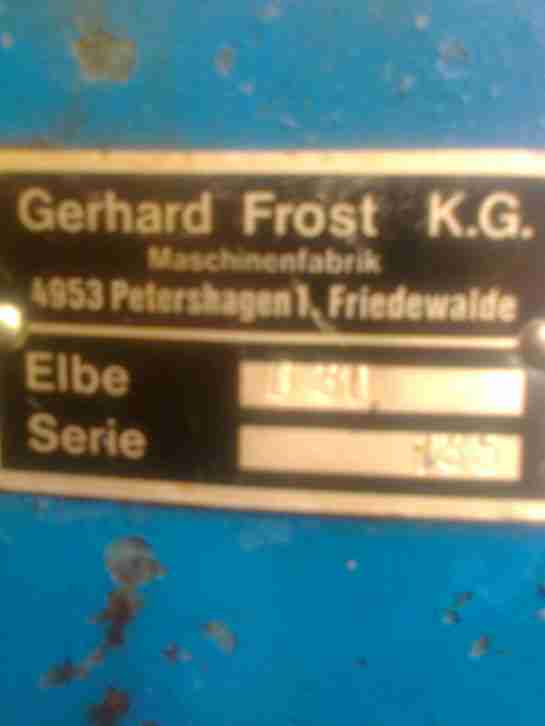 Gerhard Frost K.G.
Maschinenfabrik
4953 Petershagen 1, Friedewalde
Elbe
Serie